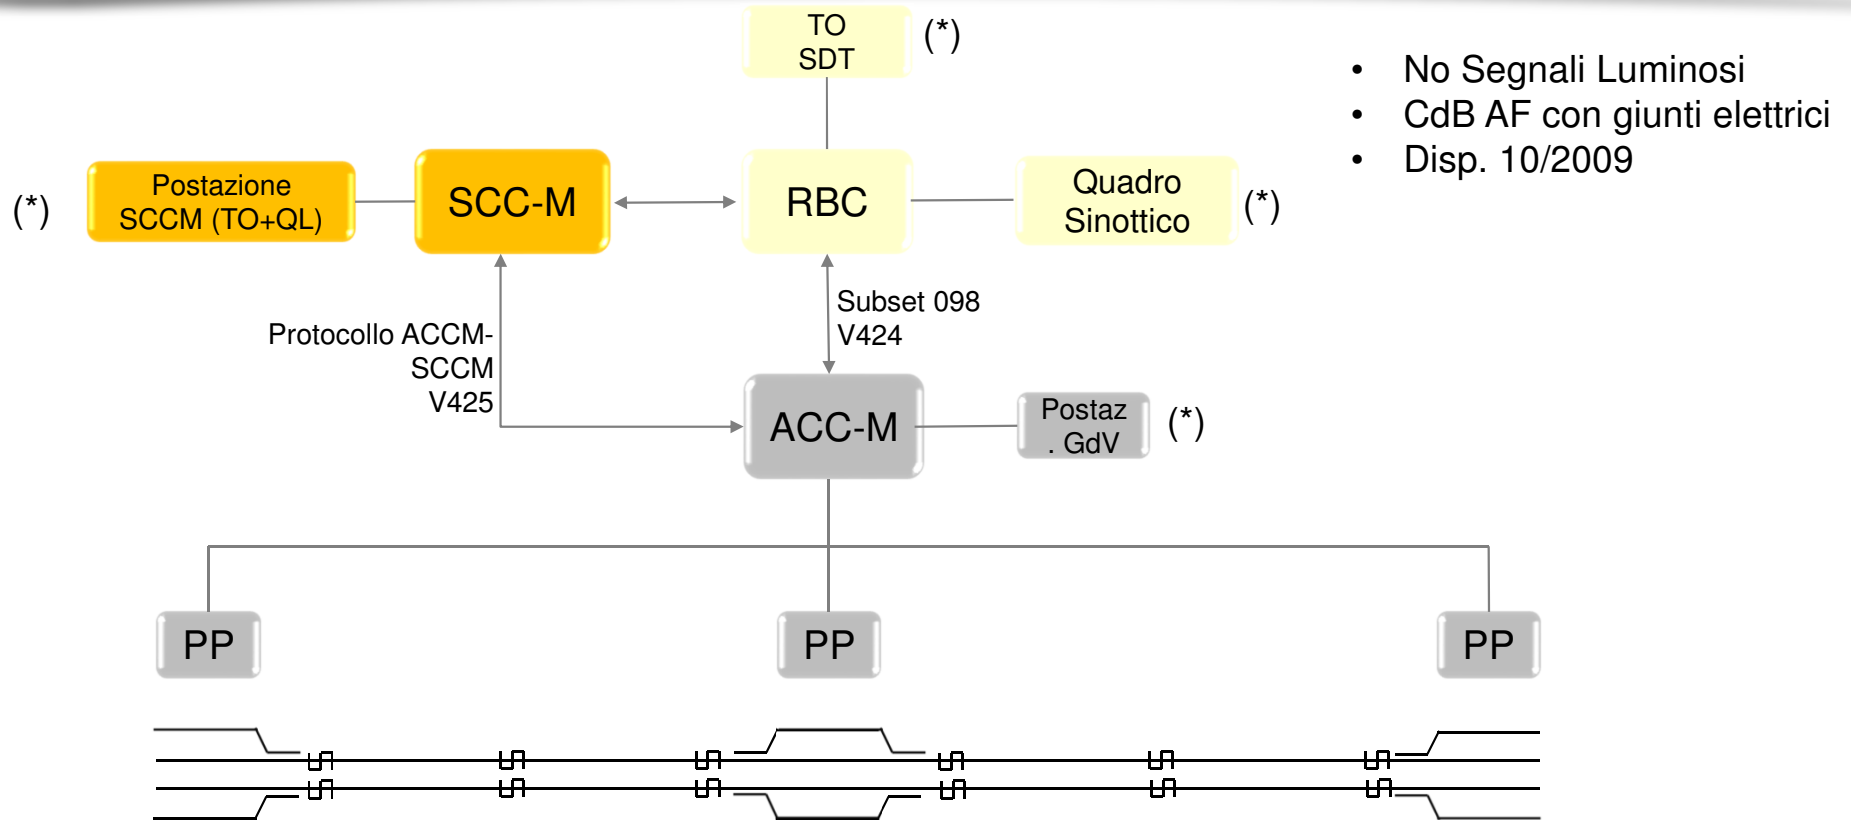 TO
SDT
(*)
• No Segnali Luminosi
• CdB AF con giunti elettrici
• Disp. 10/2009
(*)
Postazione
SCCM (TO+QL)
SCC-M
RBC
Quadro
Sinottico
(*)
Subset 098
V424
Protocollo ACCM-
SCCM
V425
ACC-M
Postaz
. GdV
(*)
PP
PP
PP